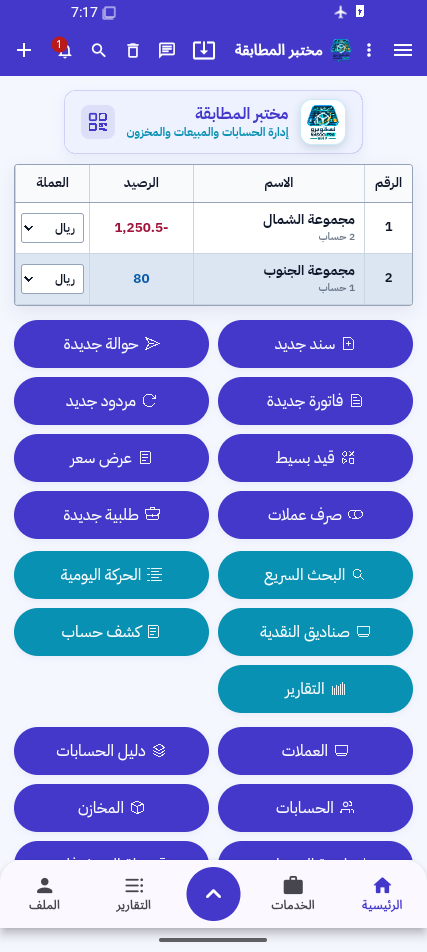 7:17
مختبر المطابقة
1
مختبر المطابقة
إدارة الحسابات والمبيعات والمخزون
الرقم الاسم الرصيد العملة
1 مجموعة الشمال -1,250.5 ريال
2 حساب
2 مجموعة الجنوب 80 ريال
1 حساب
سند جديد حوالة جديدة
فاتورة جديدة مردود جديد
قيد بسيط عرض سعر
صرف عملات طلبية جديدة
البحث السريع الحركة اليومية
صناديق النقدية كشف حساب
التقارير
العملات دليل الحسابات
الحسابات المخازن
الرئيسية الخدمات التقارير الملف